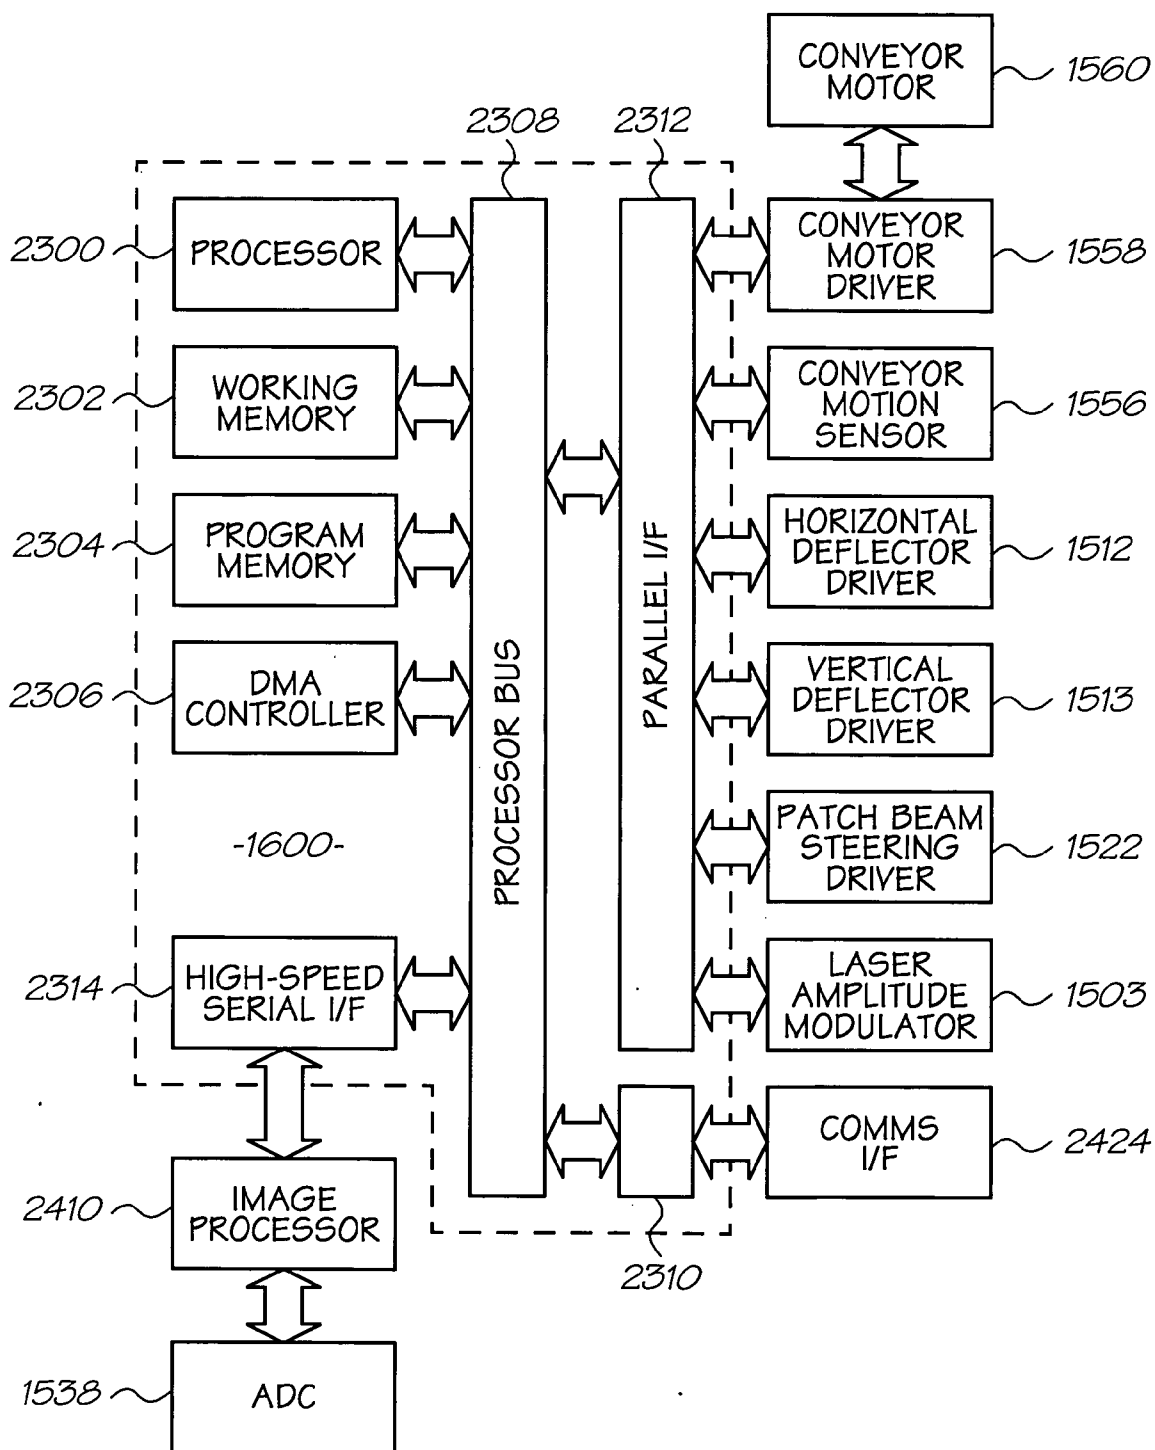 CONVEYOR
MOTOR
1560
2308
2312
2300
PROCESSOR
CONVEYOR
MOTOR
DRIVER
1558
2302
WORKING
MEMORY
CONVEYOR
MOTION
SENSOR
1556
2304
PROGRAM
MEMORY
HORIZONTAL
DEFLECTOR
DRIVER
1512
2306
DMA
CONTROLLER
PROCESSOR BUS
PARALLEL I/F
VERTICAL
DEFLECTOR
DRIVER
1513
-1600-
PATCH BEAM
STEERING
DRIVER
1522
2314
HIGH-SPEED
SERIAL I/F
LASER
AMPLITUDE
MODULATOR
1503
COMMS
I/F
2424
2410
IMAGE
PROCESSOR
2310
1538
ADC